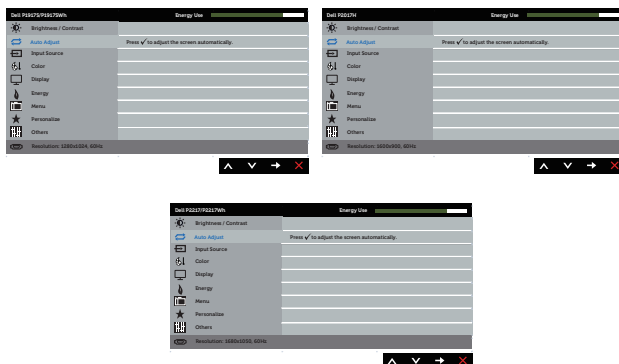 Dell P1917S/P1917SWh Energy Use
Brightness / Contrast
Auto Adjust Press ✓ to adjust the screen automatically.
Input Source
Color
Display
Energy
Menu
Personalize
Others
Resolution: 1280x1024, 60Hz
Dell P2017H Energy Use
Brightness / Contrast
Auto Adjust Press ✓ to adjust the screen automatically.
Input Source
Color
Display
Energy
Menu
Personalize
Others
Resolution: 1600x900, 60Hz
Dell P2217/P2217Wh Energy Use
Brightness / Contrast
Auto Adjust Press ✓ to adjust the screen automatically.
Input Source
Color
Display
Energy
Menu
Personalize
Others
Resolution: 1680x1050, 60Hz